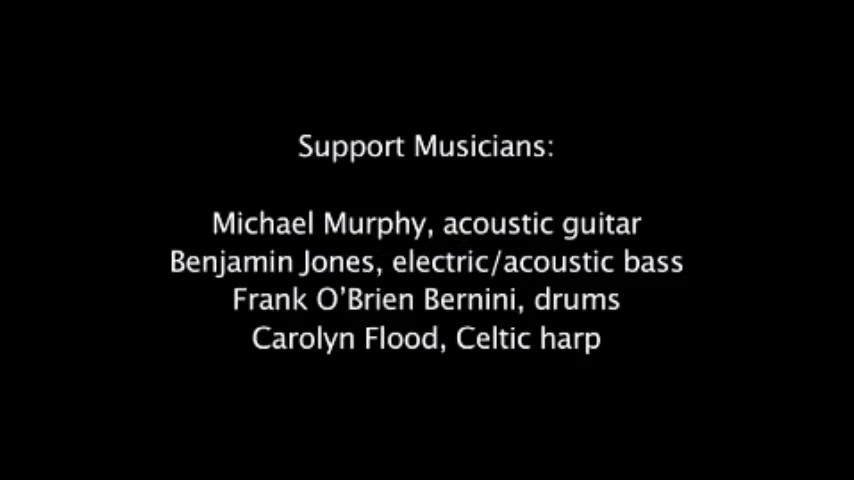 Support Musicians:
Michael Murphy, acoustic guitar
Benjamin Jones, electric/acoustic bass
Frank O’Brien Bernini, drums
Carolyn Flood, Celtic harp